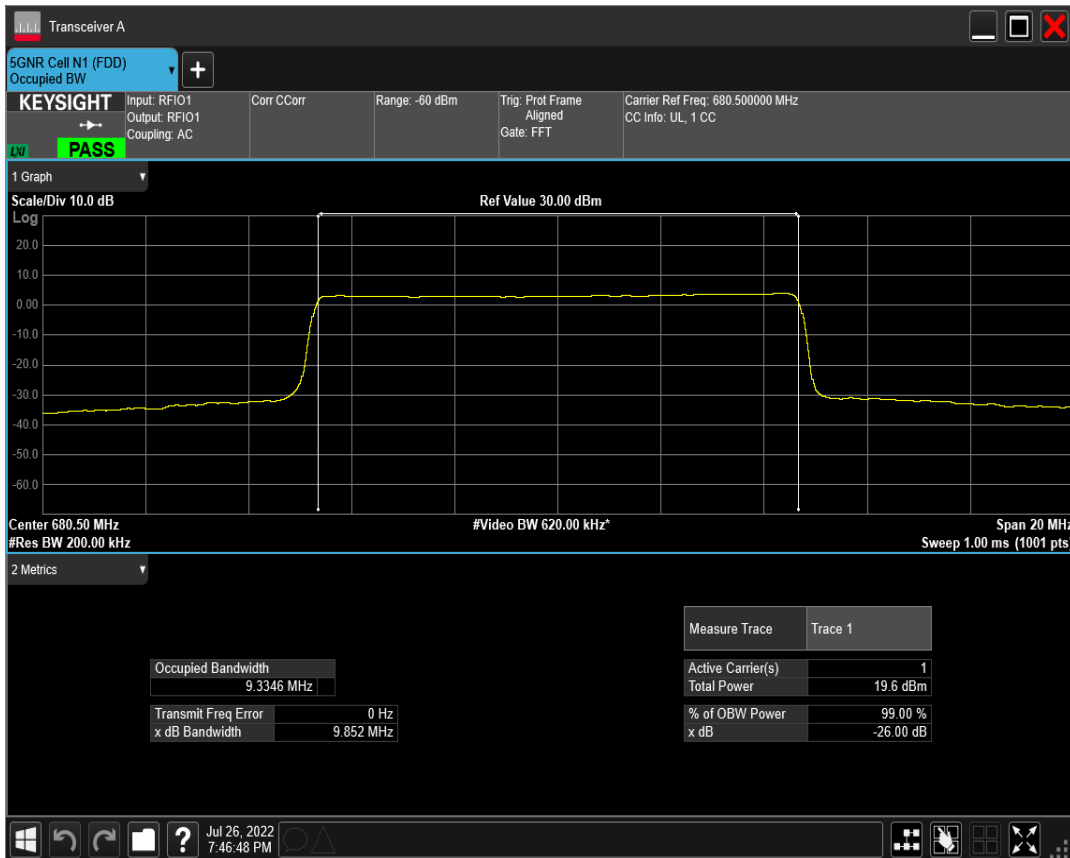 Transceiver A
5GNR Cell N1 (FDD)
Occupied BW
+
KEYSIGHT
LXI
PASS
Input: RFIO1
Output: RFIO1
Coupling: AC
Corr CCorr
Range: -60 dBm
Trig: Prot Frame
Aligned
Gate: FFT
Carrier Ref Freq: 680.500000 MHz
CC Info: UL, 1 CC
1 Graph
Scale/Div 10.0 dB
Ref Value 30.00 dBm
Log
20.0
10.0
0.00
-10.0
-20.0
-30.0
-40.0
-50.0
-60.0
Center 680.50 MHz
#Video BW 620.00 kHz*
Span 20 MHz
#Res BW 200.00 kHz
Sweep 1.00 ms (1001 pts)
2 Metrics
Measure Trace Trace 1
Occupied Bandwidth
9.3346 MHz
Active Carrier(s) 1
Total Power 19.6 dBm
Transmit Freq Error 0 Hz
x dB Bandwidth 9.852 MHz
% of OBW Power 99.00 %
x dB -26.00 dB
?
Jul 26, 2022
7:46:48 PM